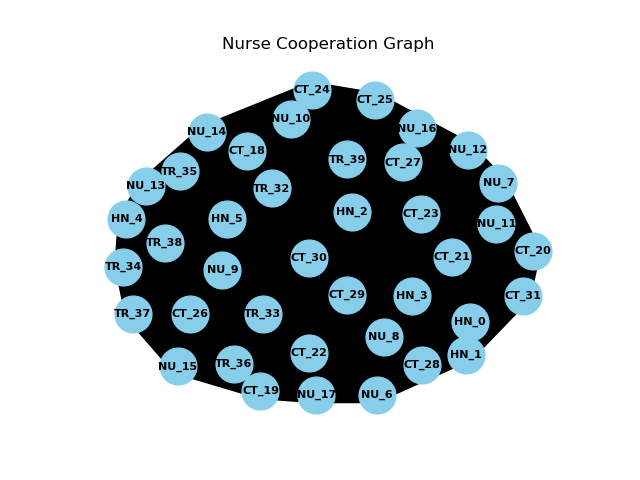 Nurse Cooperation Graph
CT_24
CT_25
NU_10
NU_16
NU_14
CT_18
NU_12
TR_39
CT_27
TR_35
NU_13
TR_32
NU_7
HN_2
CT_23
HN_4
HN_5
NU_11
TR_38
CT_20
CT_30
CT_21
TR_34
NU_9
CT_29
HN_3
CT_31
TR_37
CT_26
TR_33
HN_0
NU_8
CT_22
HN_1
NU_15
TR_36
CT_28
CT_19
NU_17
NU_6